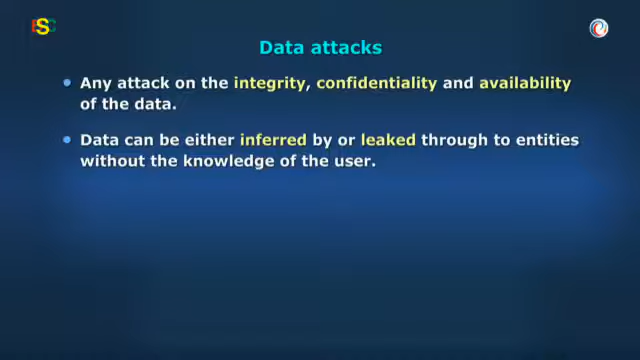 ESC
Data attacks
Any attack on the integrity, confidentiality and availability
of the data.
Data can be either inferred by or leaked through to entities
without the knowledge of the user.